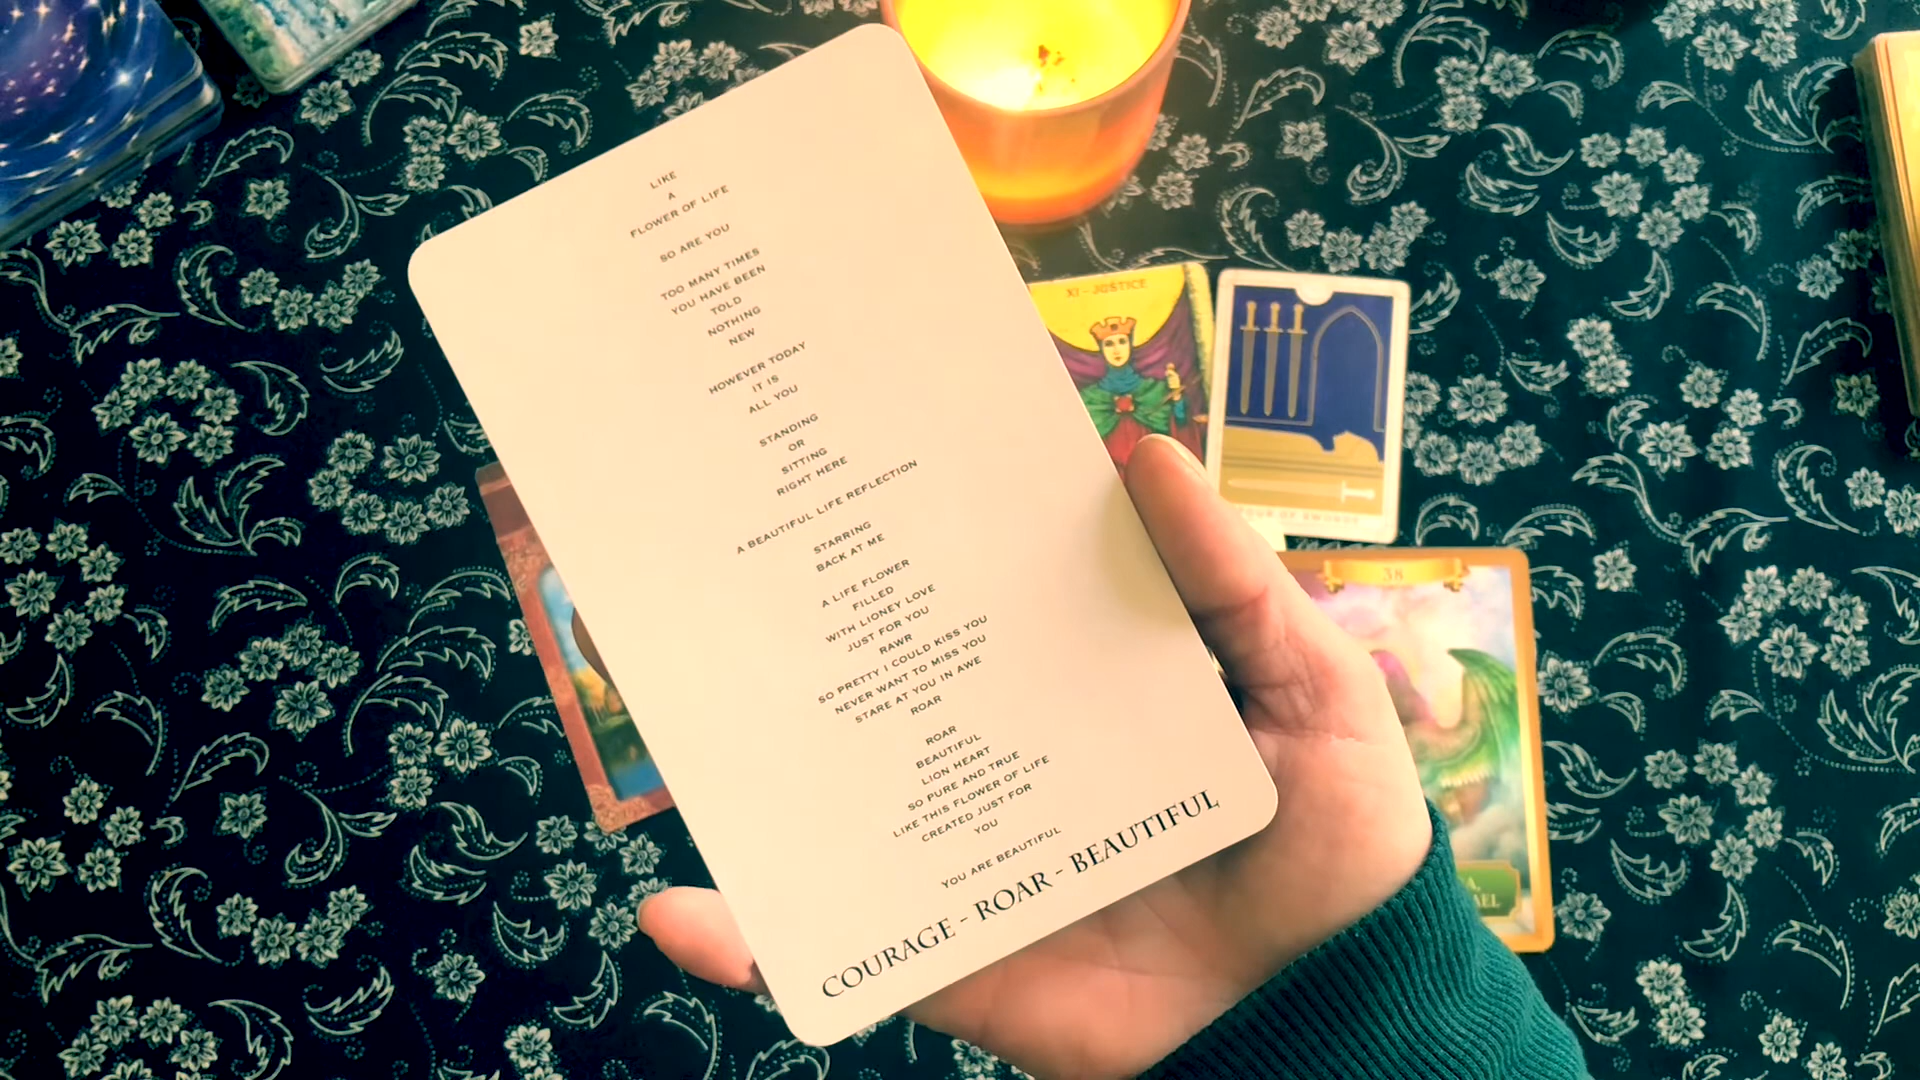 LIKE
A
FLOWER OF LIFE
SO ARE YOU
TOO MANY TIMES
YOU HAVE BEEN
TOLD
NOTHING
NEW
HOWEVER TODAY
IT IS
ALL YOU
STANDING
OR
SITTING
RIGHT HERE
A BEAUTIFUL LIFE REFLECTION
STARRING
BACK AT ME
A LIFE FLOWER
FILLED
WITH LIONEY LOVE
JUST FOR YOU
RAWR
SO PRETTY I COULD KISS YOU
NEVER WANT TO MISS YOU
STARE AT YOU IN AWE
ROAR
ROAR
BEAUTIFUL
LION HEART
SO PURE AND TRUE
LIKE THIS FLOWER OF LIFE
CREATED JUST FOR
YOU
YOU ARE BEAUTIFUL
COURAGE - ROAR - BEAUTIFUL
XI - JUSTICE
FOUR OF SWORDS
38